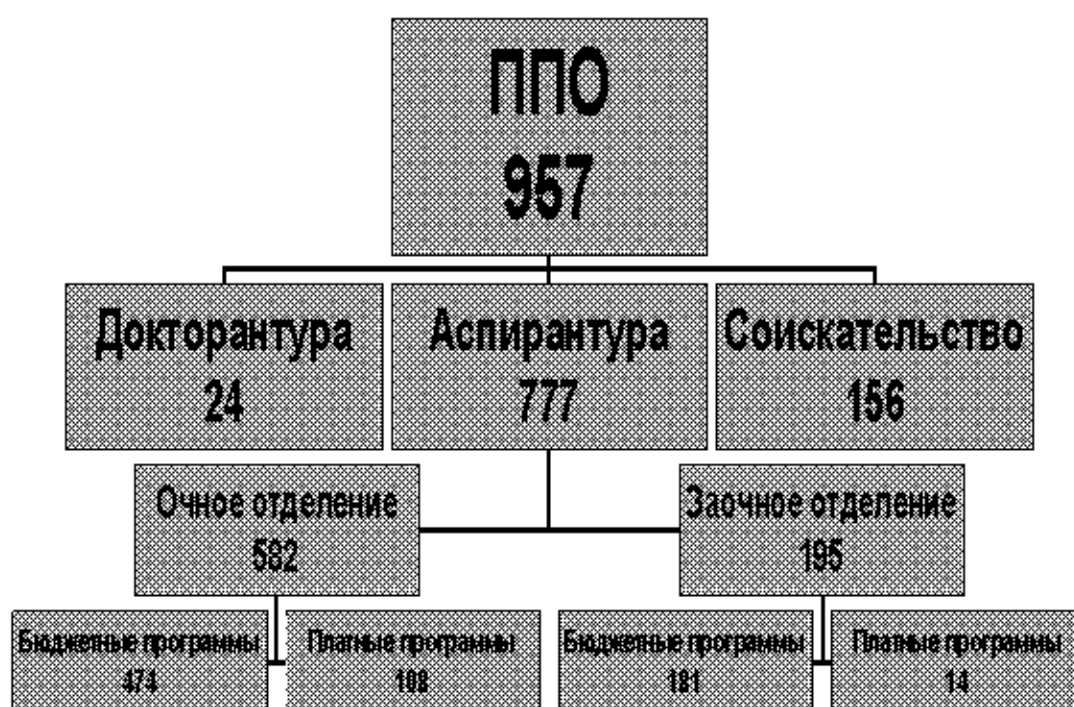 ППО
957
Докторантура
24
Аспирантура
777
Соискательство
156
Очное отделение
582
Заочное отделение
195
Бюджетные программы
474
Платные программы
108
Бюджетные программы
181
Платные программы
14